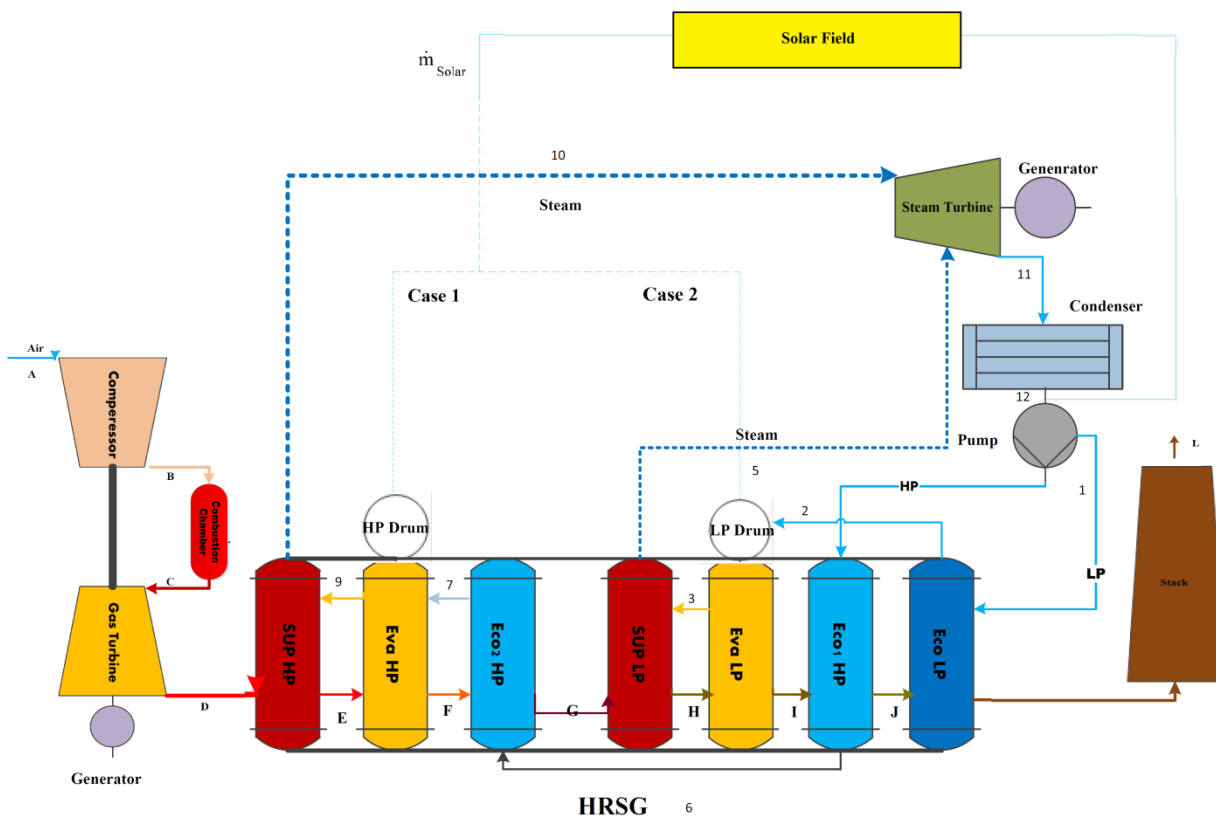 Solar Field
ṁ Solar
10
Steam
Genenrator
Steam Turbine
11
Case 1
Case 2
Condenser
Air
A
Comperessor
12
Pump
Steam
5
L
B
HP
1
2
Combustion
Chamber
HP Drum
LP Drum
C
9
7
3
LP
Stack
Gas Turbine
SUP HP
Eva HP
Eco2 HP
SUP LP
Eva LP
Eco1 HP
Eco LP
D
E
F
G
H
I
J
Generator
HRSG
6